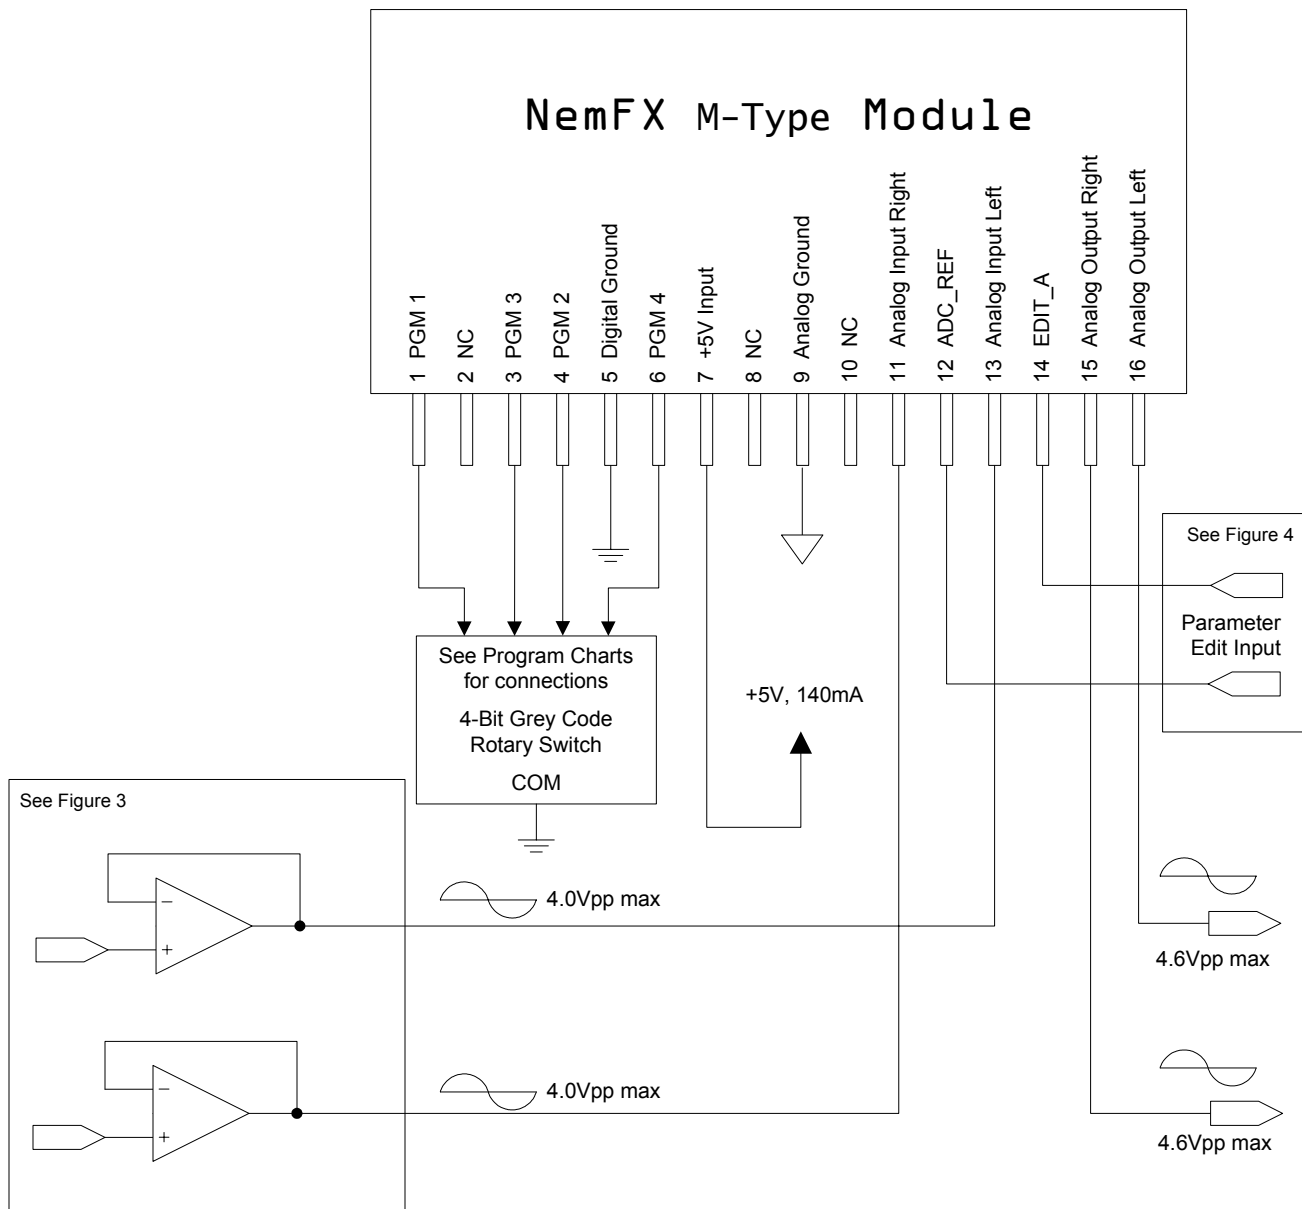 NemFX M-Type Module
1 PGM 1
2 NC
3 PGM 3
4 PGM 2
5 Digital Ground
6 PGM 4
7 +5V Input
8 NC
9 Analog Ground
10 NC
11 Analog Input Right
12 ADC_REF
13 Analog Input Left
14 EDIT_A
15 Analog Output Right
16 Analog Output Left
See Figure 4
Parameter
Edit Input
See Program Charts
for connections
4-Bit Grey Code
Rotary Switch
COM
+5V, 140mA
See Figure 3
−
+
4.0Vpp max
4.6Vpp max
−
+
4.0Vpp max
4.6Vpp max